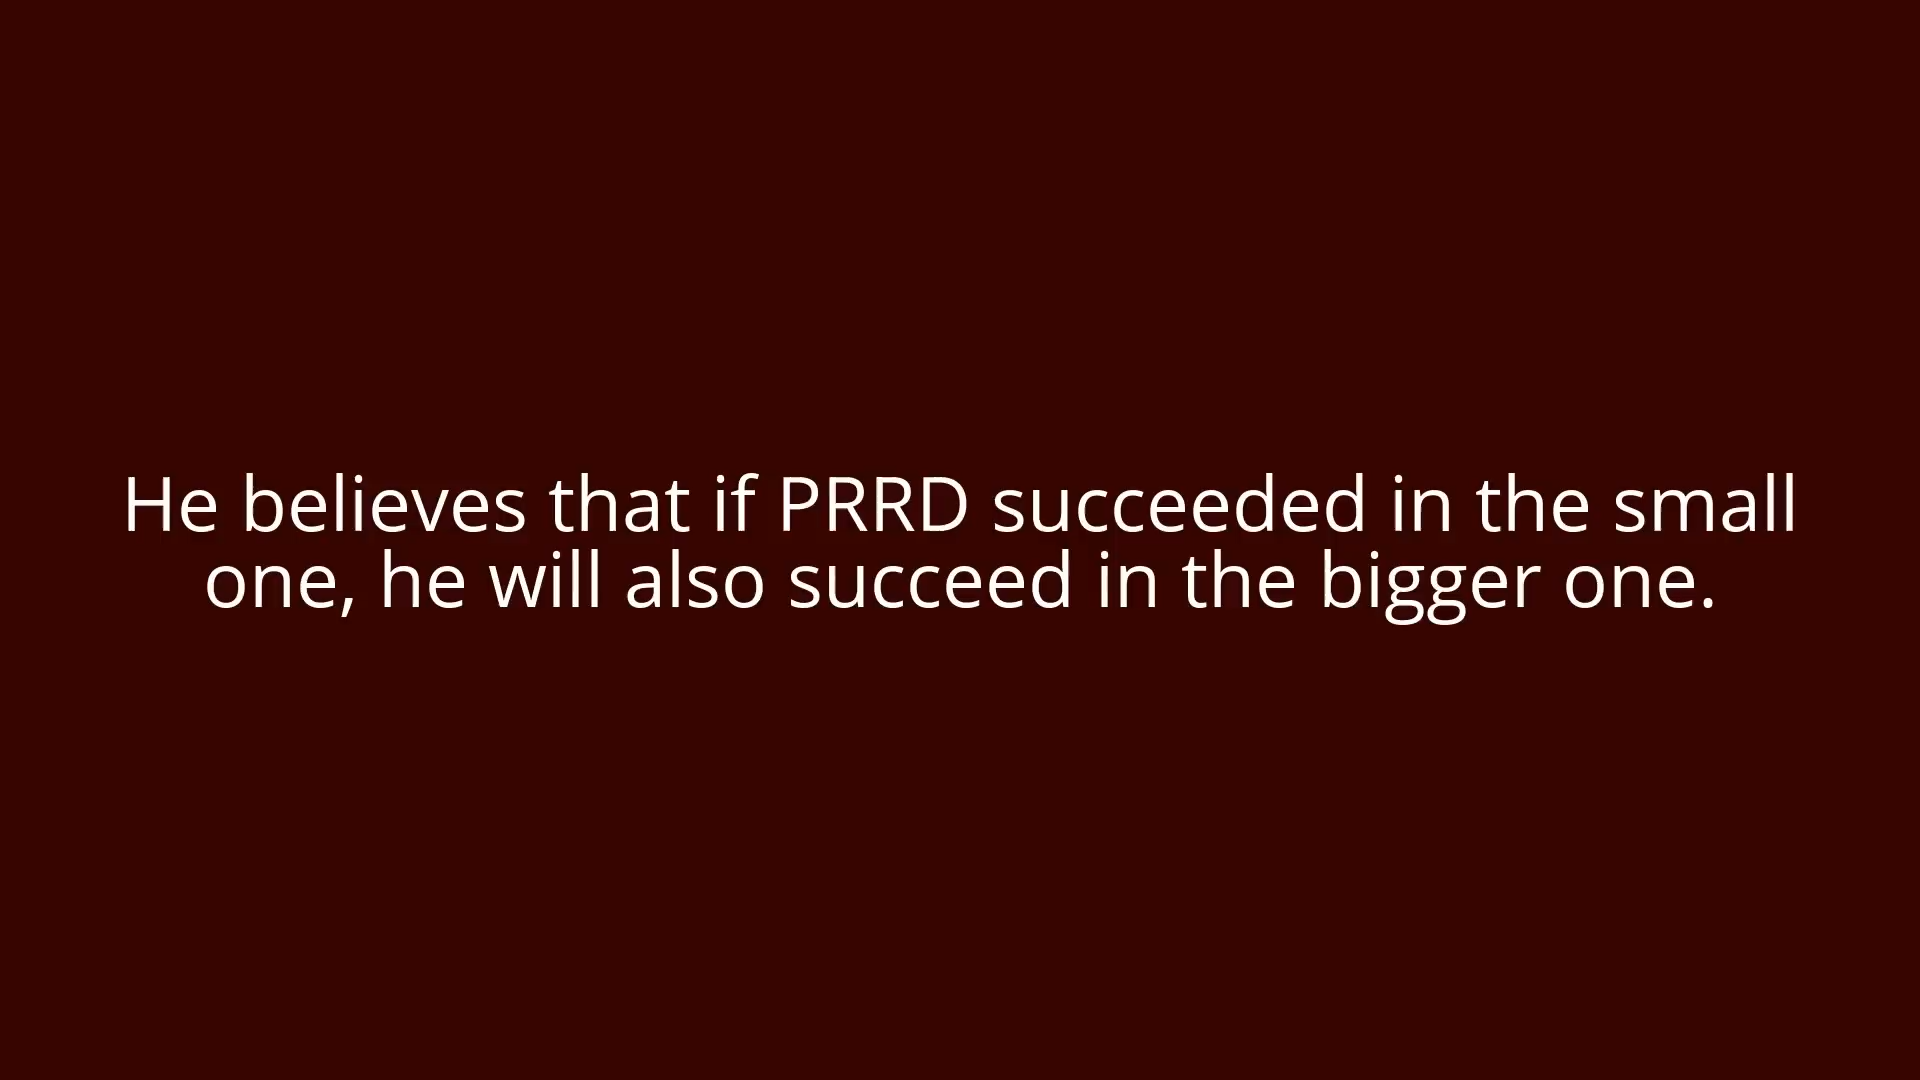 He believes that if PRRD succeeded in the small
one, he will also succeed in the bigger one.